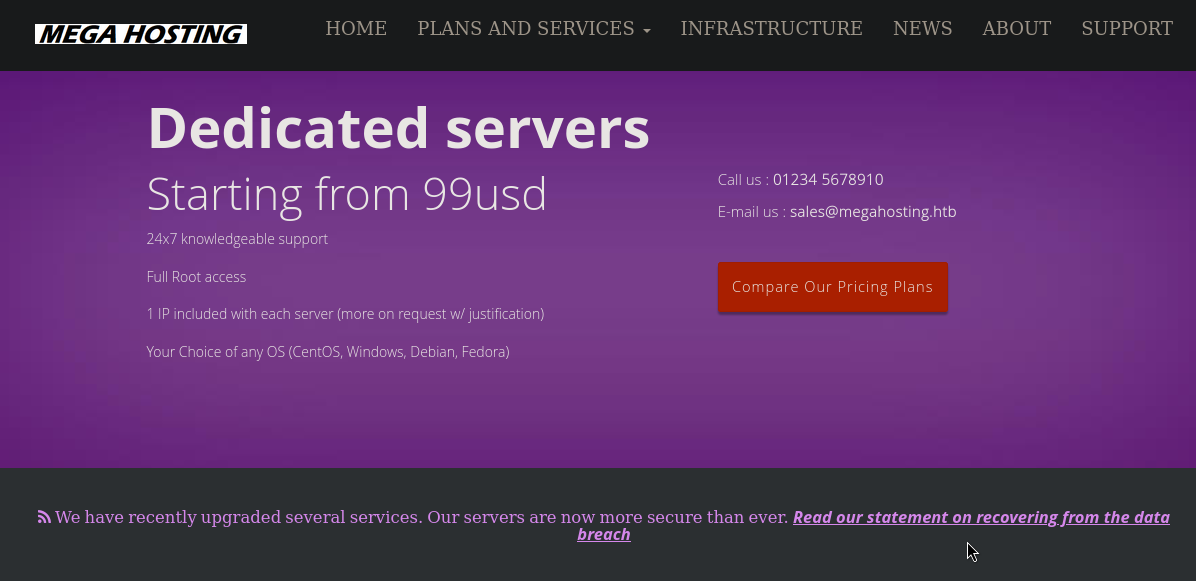 MEGA HOSTING
HOME PLANS AND SERVICES INFRASTRUCTURE NEWS ABOUT SUPPORT
Dedicated servers
Starting from 99usd
24x7 knowledgeable support
Full Root access
1 IP included with each server (more on request w/ justification)
Your Choice of any OS (CentOS, Windows, Debian, Fedora)
Call us : 01234 5678910
E-mail us : sales@megahosting.htb
Compare Our Pricing Plans
We have recently upgraded several services. Our servers are now more secure than ever. Read our statement on recovering from the data
breach